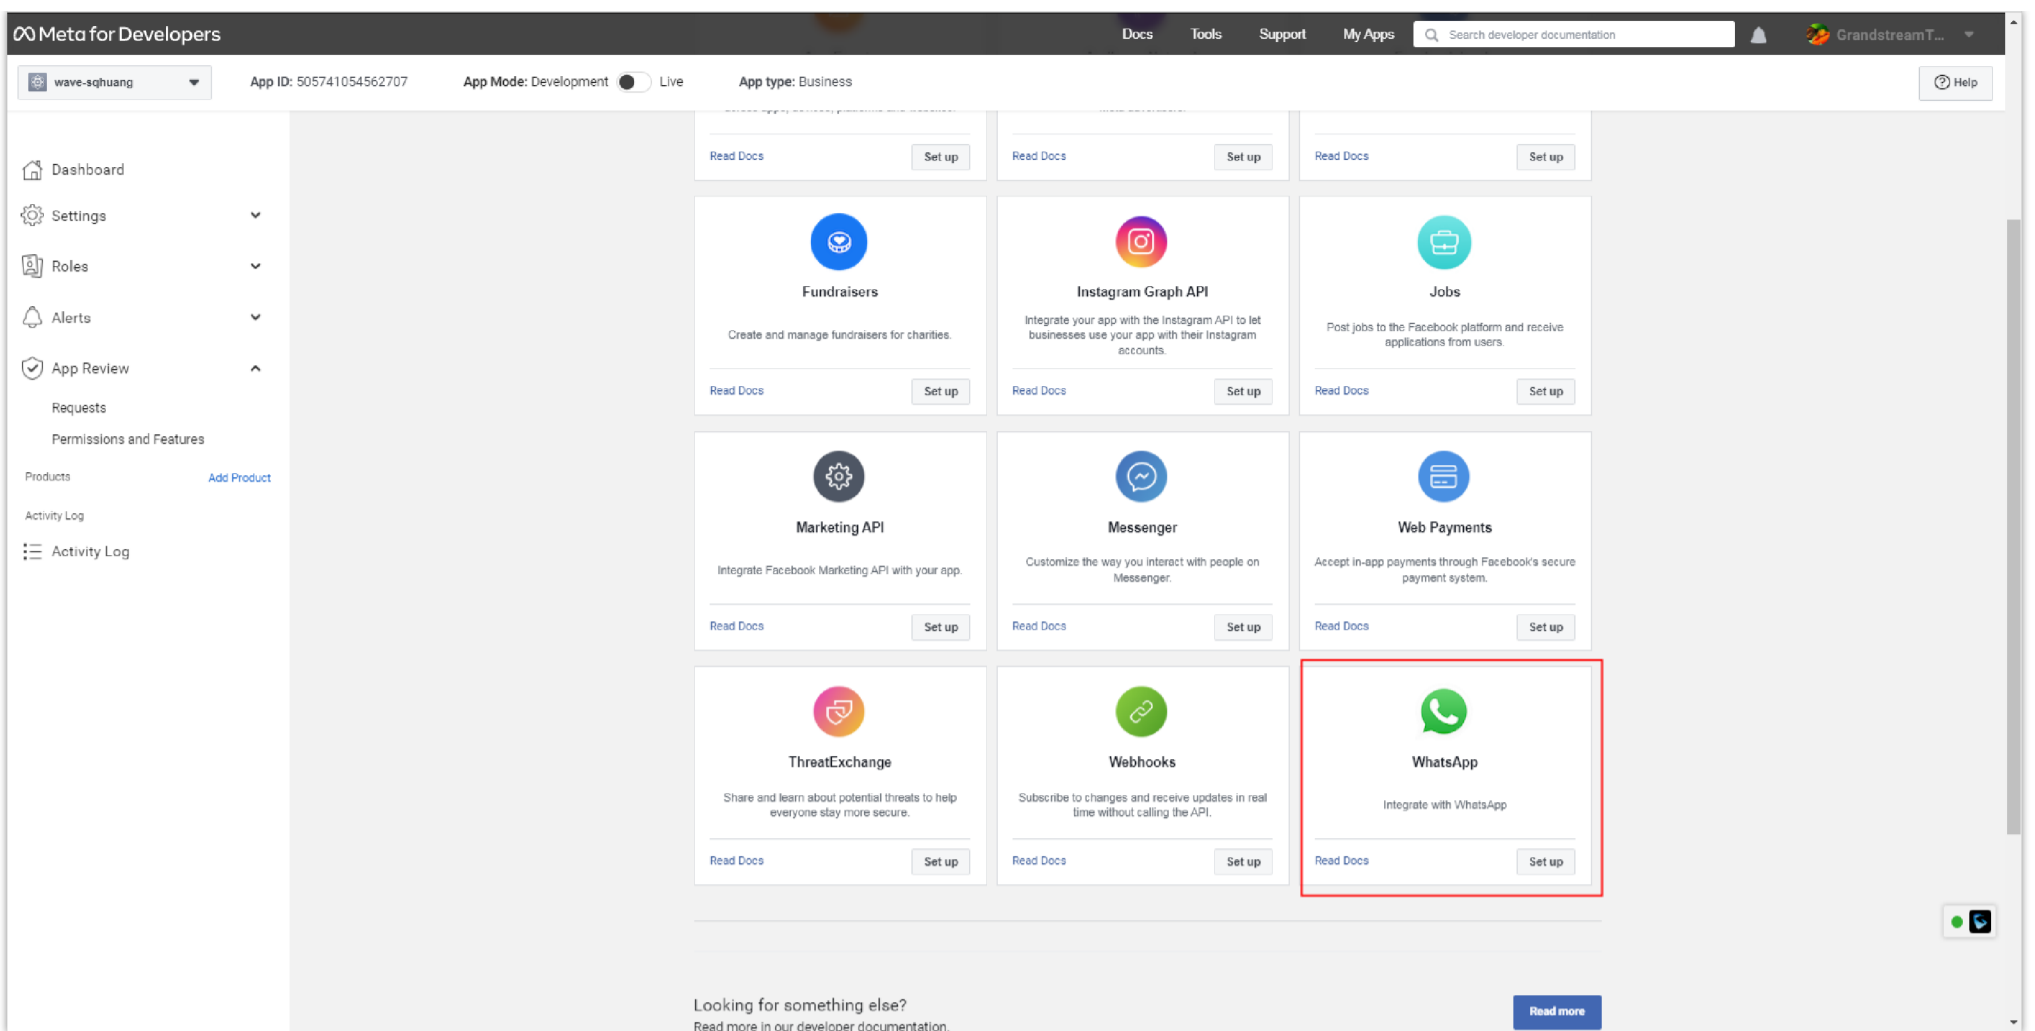 Meta for Developers
Docs
Tools
Support
My Apps
Search developer documentation
GrandstreamT...
wave-sqhuang
App ID: 505741054562707
App Mode: Development
Live
App type: Business
Help
Dashboard
Settings
Roles
Alerts
App Review
Requests
Permissions and Features
Products
Add Product
Activity Log
Activity Log
Read Docs
Set up
Read Docs
Set up
Read Docs
Set up
Fundraisers
Create and manage fundraisers for charities.
Read Docs
Set up
Instagram Graph API
Integrate your app with the Instagram API to let
businesses use your app with their Instagram
accounts.
Read Docs
Set up
Jobs
Post jobs to the Facebook platform and receive
applications from users.
Read Docs
Set up
Marketing API
Integrate Facebook Marketing API with your app.
Read Docs
Set up
Messenger
Customize the way you interact with people on
Messenger.
Read Docs
Set up
Web Payments
Accept in-app payments through Facebook's secure
payment system.
Read Docs
Set up
ThreatExchange
Share and learn about potential threats to help
everyone stay more secure.
Read Docs
Set up
Webhooks
Subscribe to changes and receive updates in real
time without calling the API.
Read Docs
Set up
WhatsApp
Integrate with WhatsApp
Read Docs
Set up
Looking for something else?
Read more in our developer documentation.
Read more